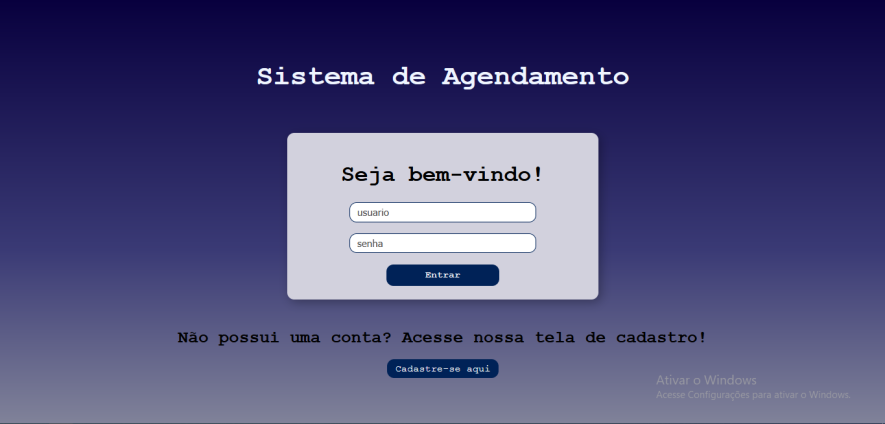 Sistema de Agendamento
Seja bem-vindo!
usuario
senha
Entrar
Não possui uma conta? Acesse nossa tela de cadastro!
Cadastre-se aqui
Ativar o Windows
Acesse Configurações para ativar o Windows.